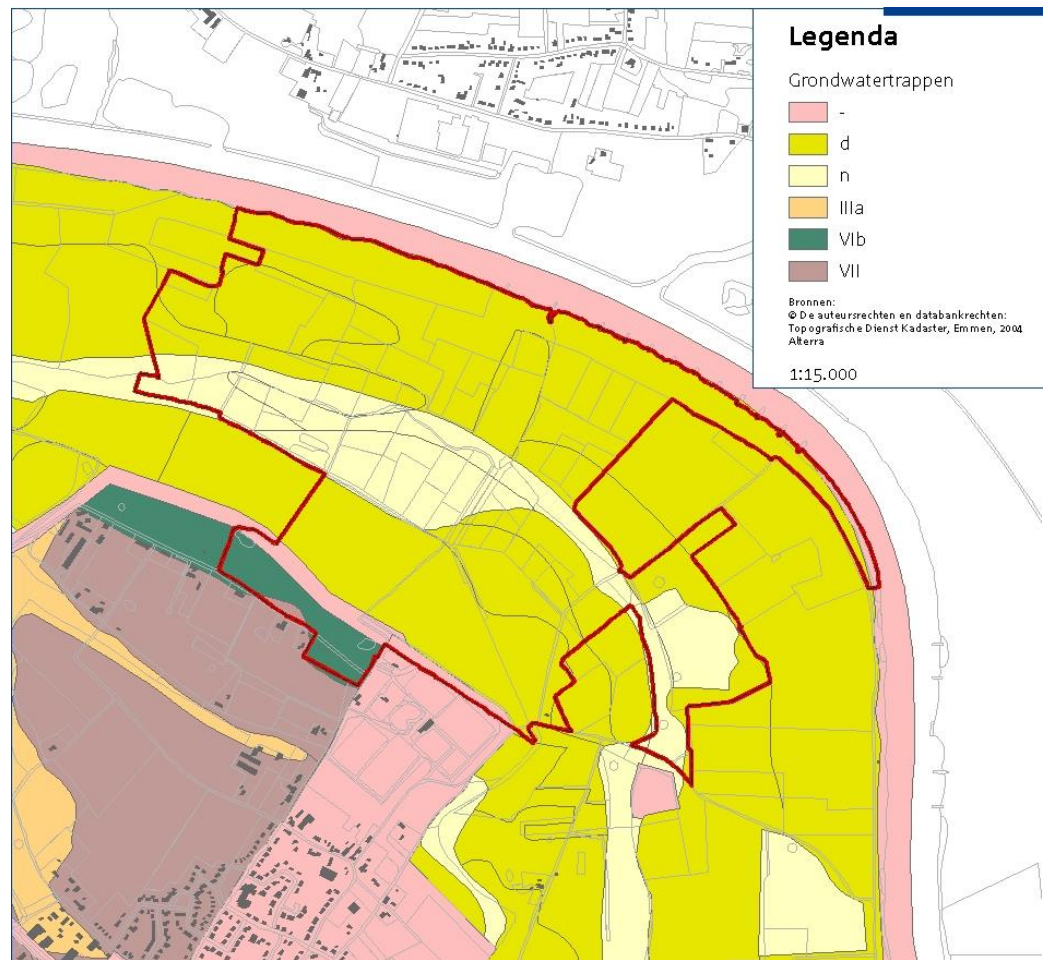 Legenda
Grondwatertrappen
-
d
n
IIIa
VIb
VII
Bronnen:
© De auteursrechten en databankrechten:
Topografische Dienst Kadaster, Emmen, 2004
Alterra
1:15.000